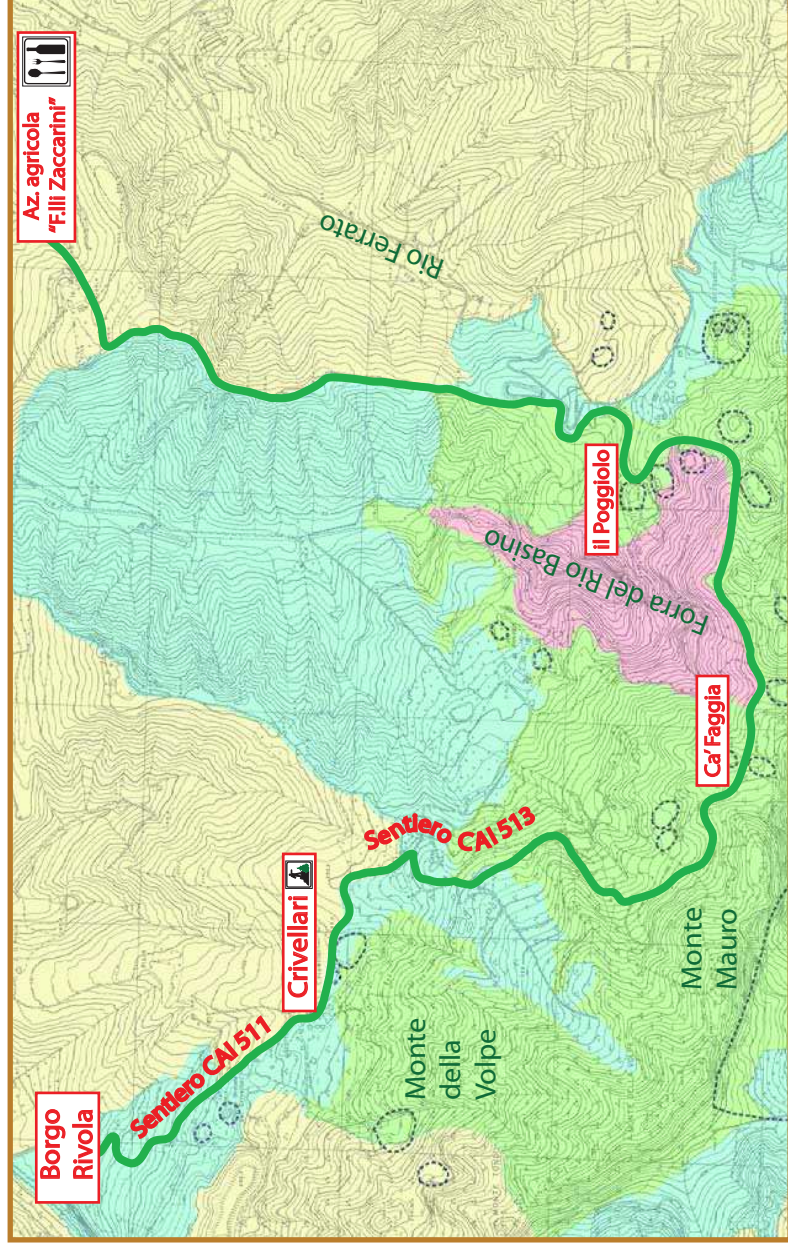 Borgo
Rivola
Sentiero CAI 511
Crivellari
Sentiero CAI 513
Monte
della
Volpe
Monte
Mauro
Ca' Faggia
Forra del Rio Basino
il Poggiolo
Rio Ferrato
Az. agricola
"F.lli Zaccarini"